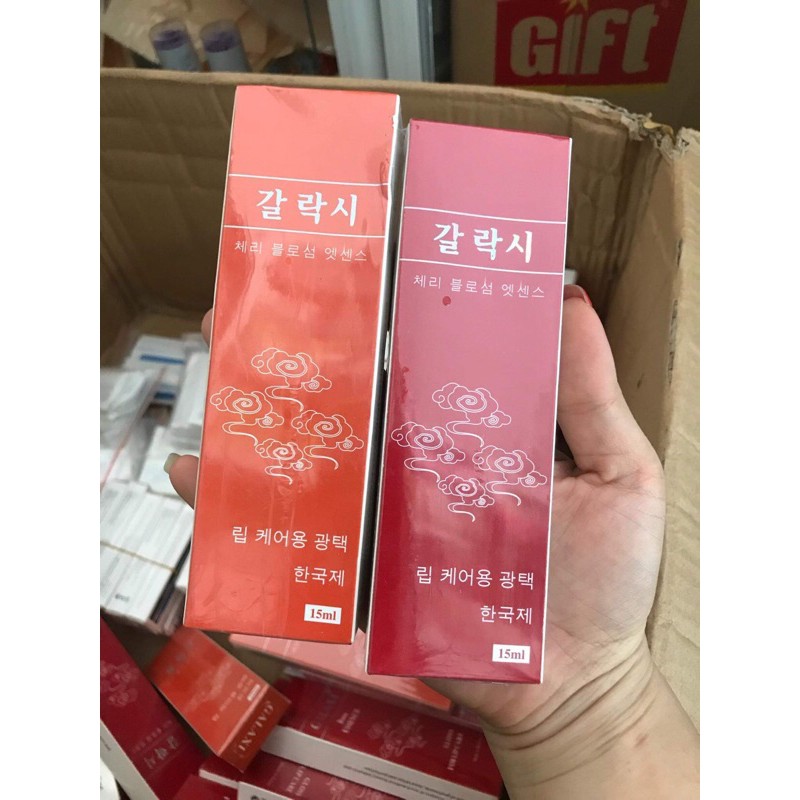 GiFt
갈락시
체리 블로섬 엣센스
립 케어용 광택
한국제
15ml
갈락시
체리 블로섬 엣센스
립 케어용 광택
한국제
15ml
GALAXI